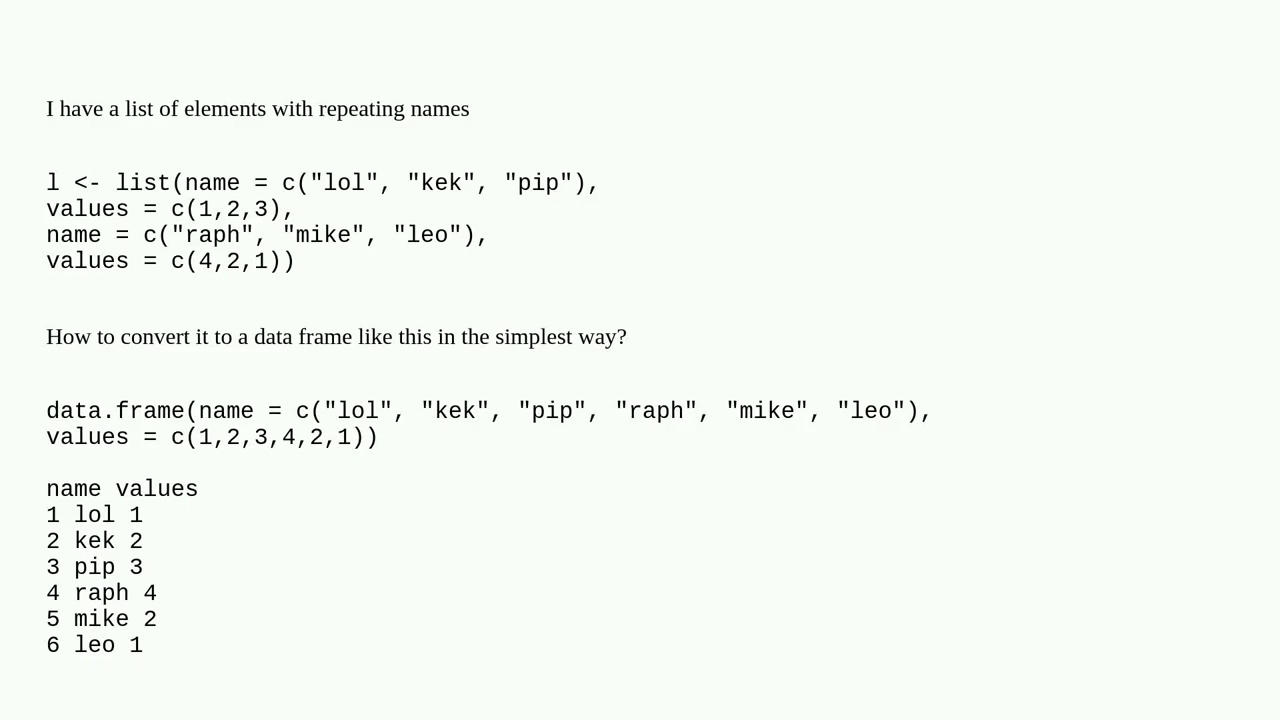 I have a list of elements with repeating names
l <- list(name = c("lol", "kek", "pip"),
values = c(1,2,3),
name = c("raph", "mike", "leo"),
values = c(4,2,1))
How to convert it to a data frame like this in the simplest way?
data.frame(name = c("lol", "kek", "pip", "raph", "mike", "leo"),
values = c(1,2,3,4,2,1))
name values
1 lol 1
2 kek 2
3 pip 3
4 raph 4
5 mike 2
6 leo 1